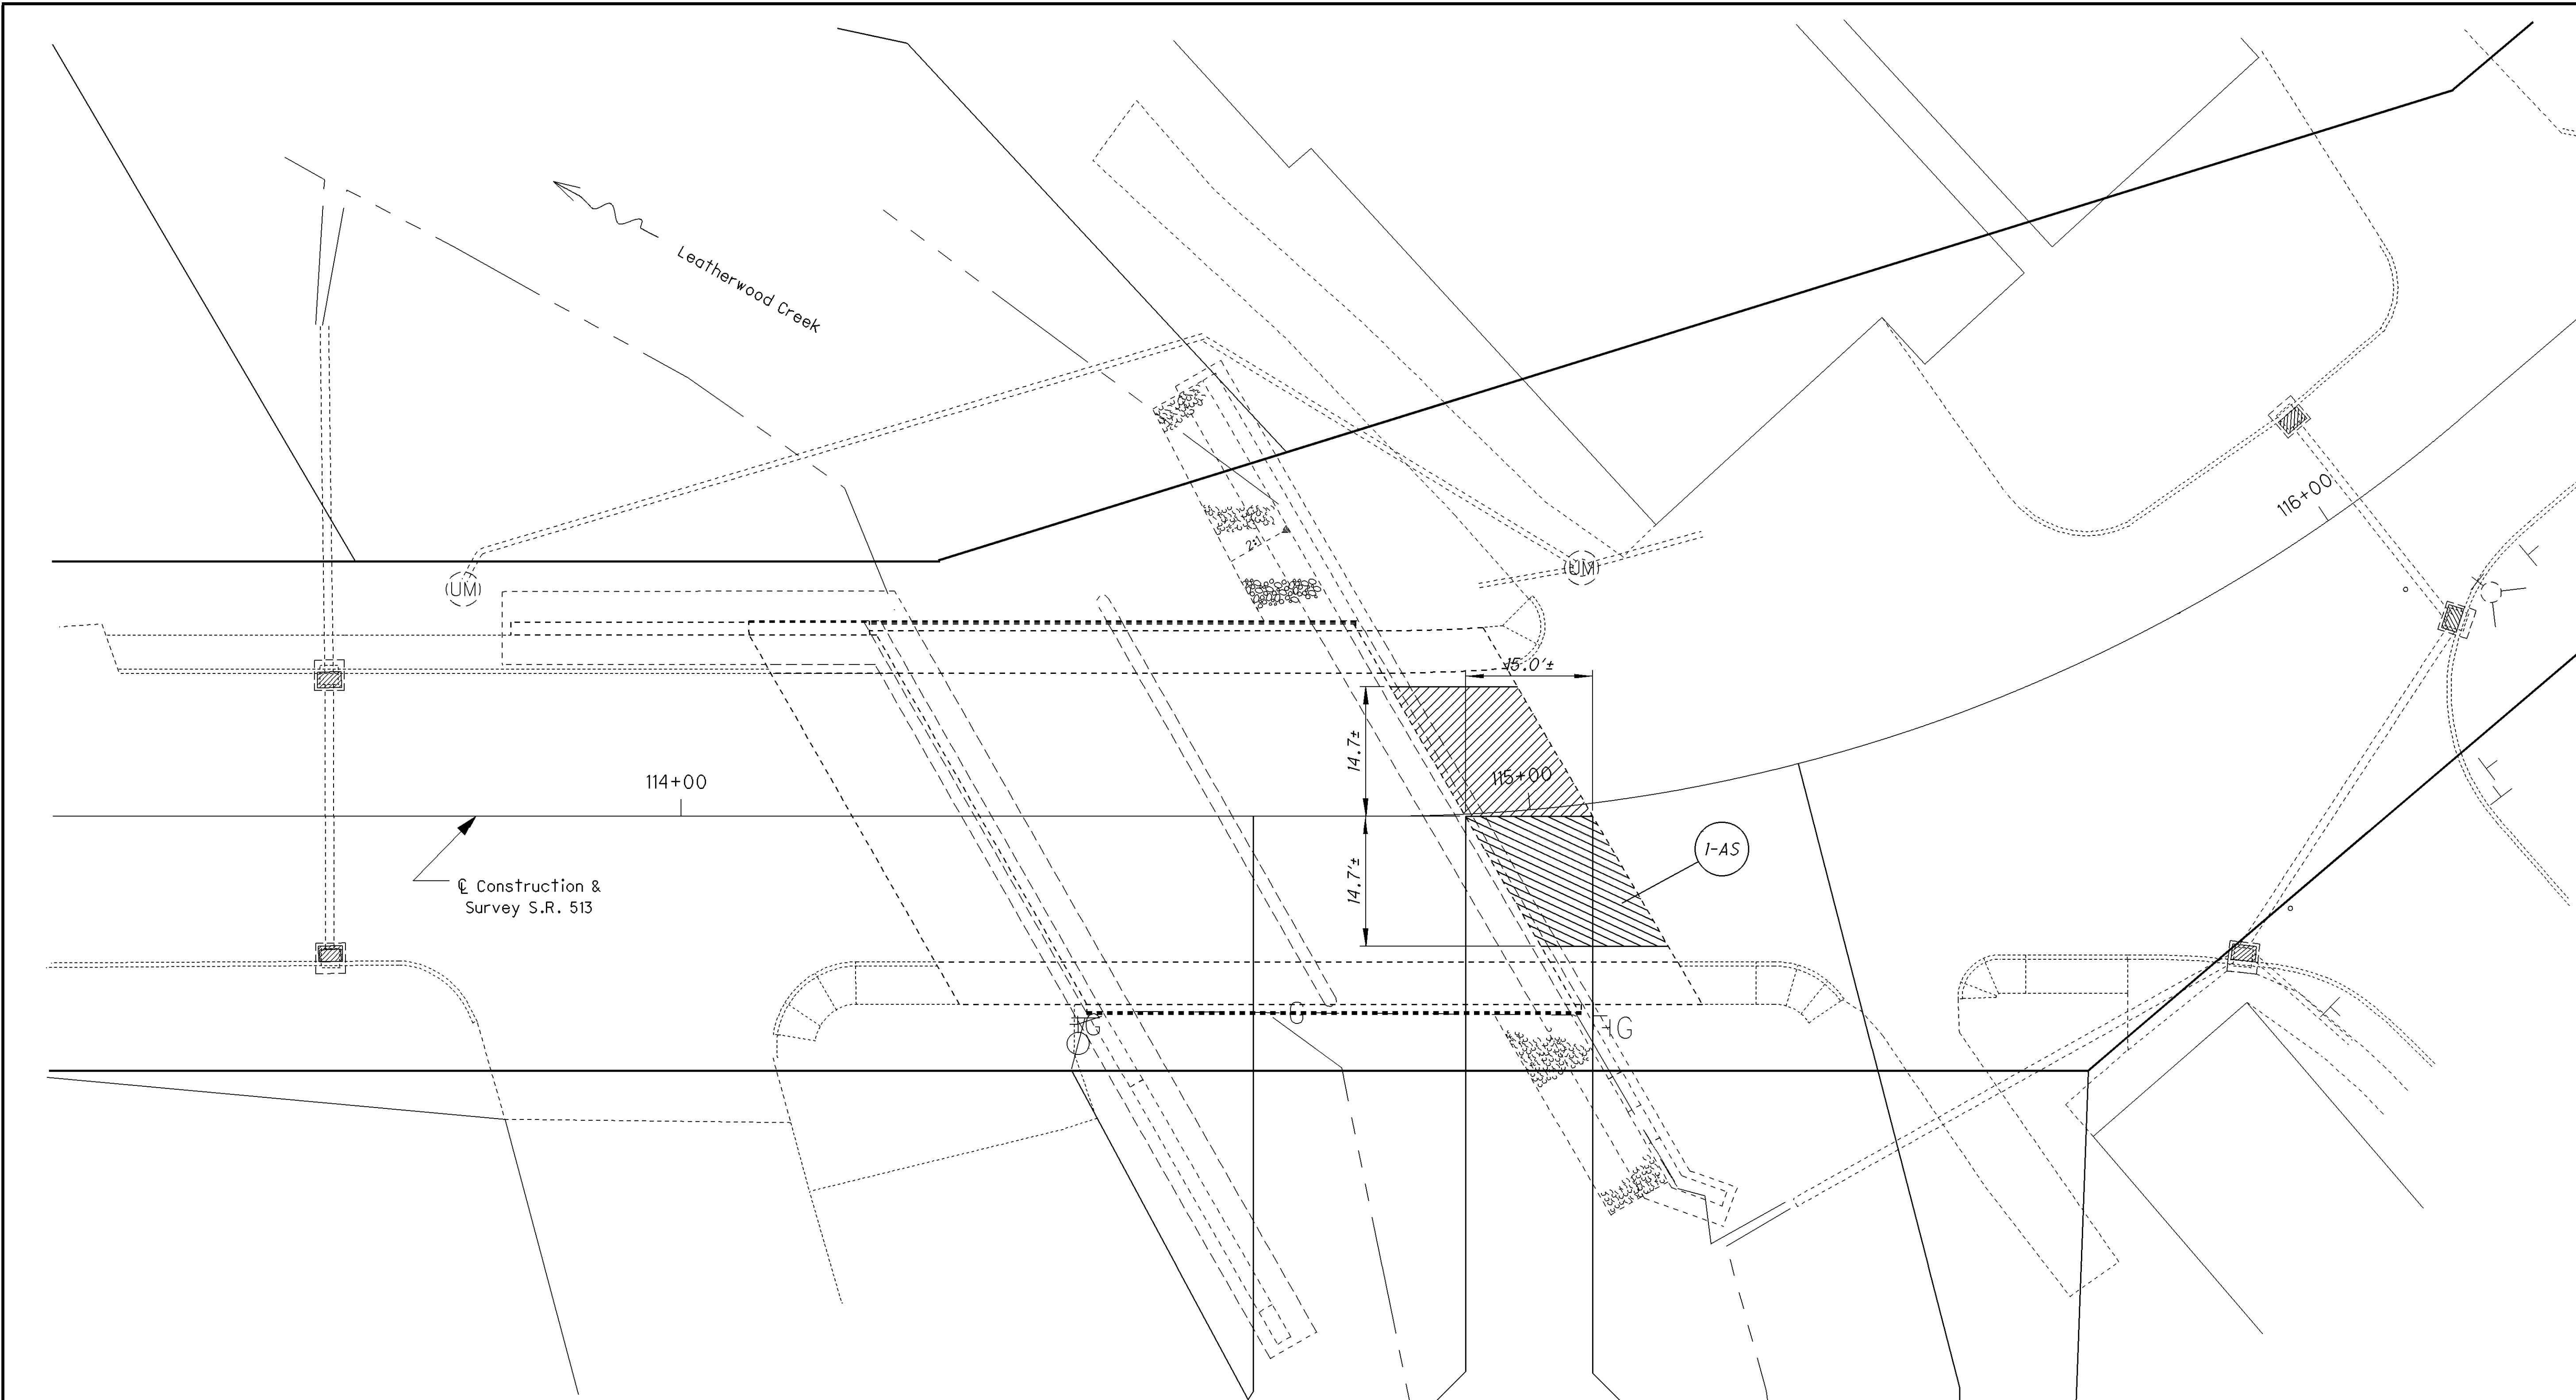 Leatherwood Creek
116+00
2:1
(UM)
(UM)
15.0'±
14.7±
115+00
114+00
1-AS
14.7'±
℄ Construction &
Survey S.R. 513
G
G
G